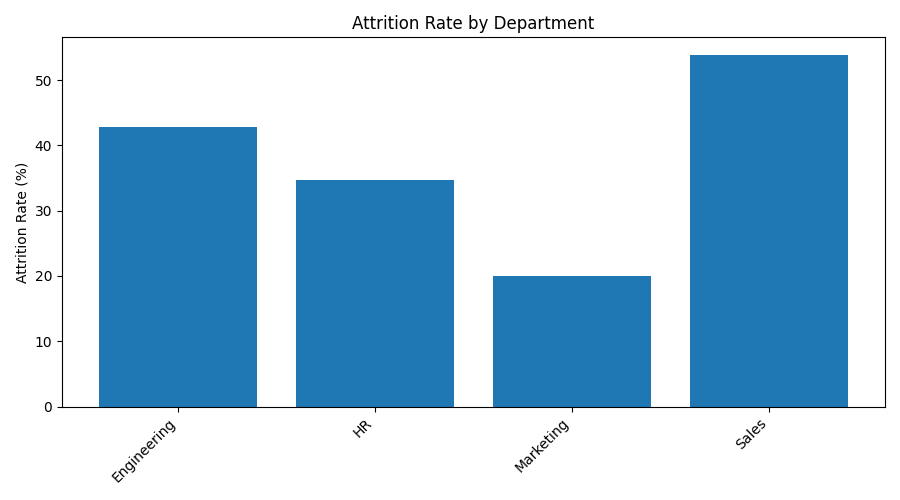 Attrition Rate by Department
Attrition Rate (%)
50
40
30
20
10
0
Engineering
HR
Marketing
Sales